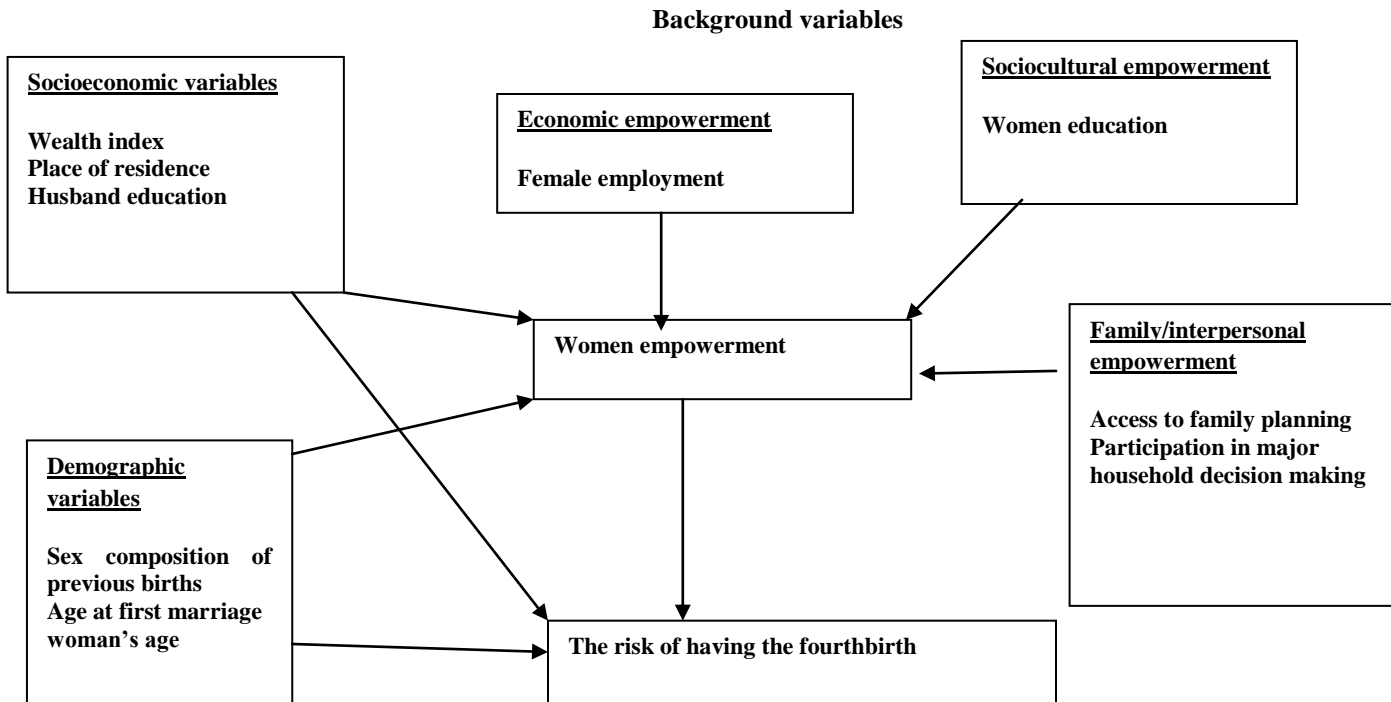 Background variables
Socioeconomic variables
Wealth index
Place of residence
Husband education
Economic empowerment
Female employment
Sociocultural empowerment
Women education
Women empowerment
Family/interpersonal
empowerment
Access to family planning
Participation in major
household decision making
Demographic
variables
Sex composition of
previous births
Age at first marriage
woman's age
The risk of having the fourthbirth